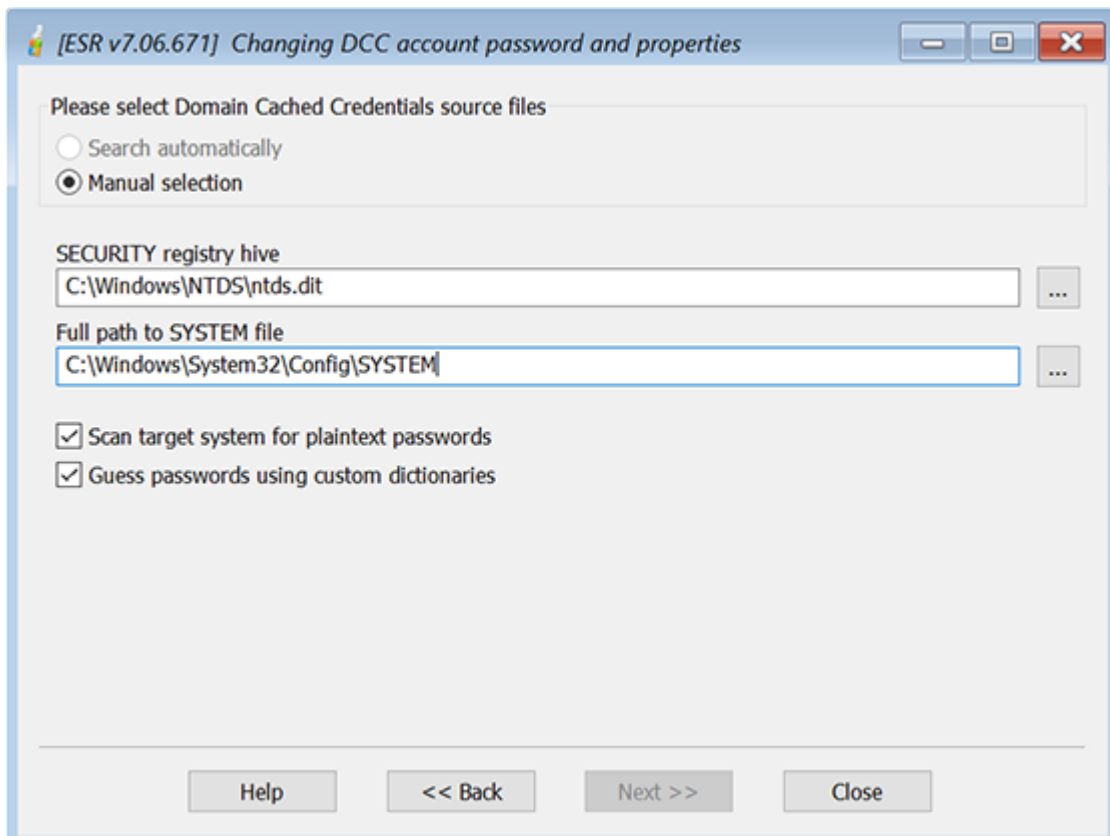 [ESR v7.06.671] Changing DCC account password and properties
Please select Domain Cached Credentials source files
Search automatically
Manual selection
SECURITY registry hive
C:\Windows\NTDS\ntds.dit
...
Full path to SYSTEM file
C:\Windows\System32\Config\SYSTEM
...
Scan target system for plaintext passwords
Guess passwords using custom dictionaries
Help
<< Back
Next >>
Close